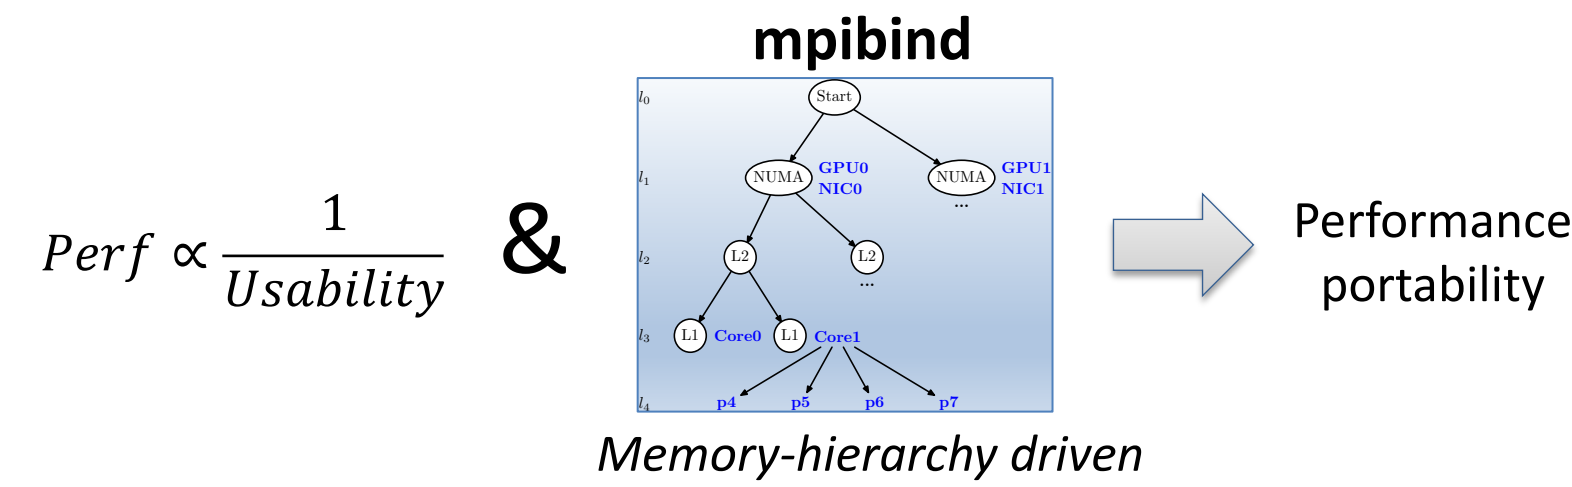 mpibind
l0
Start
l1
NUMA
GPU0
NIC0
NUMA
GPU1
NIC1
...
Perf ∝ 1
Usability
&
l2
L2
L2
...
l3
L1
Core0
L1
Core1
l4
p4
p5
p6
p7
Memory-hierarchy driven
Performance
portability